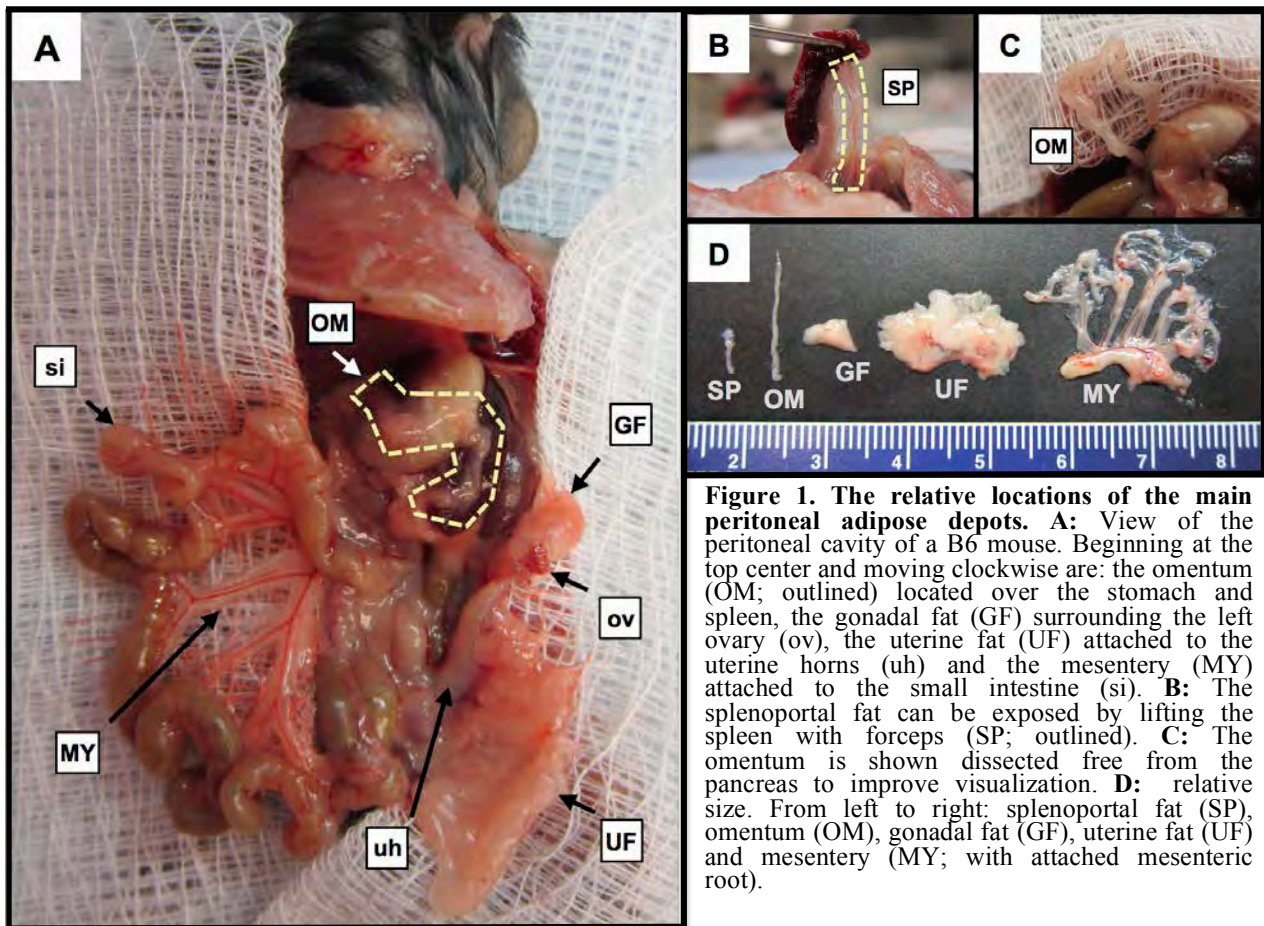 A
OM
si
GF
ov
MY
uh
UF
B
SP
C
OM
D
SP
OM
GF
UF
MY
2 3 4 5 6 7 8
Figure 1. The relative locations of the main
peritoneal adipose depots. A: View of the
peritoneal cavity of a B6 mouse. Beginning at the
top center and moving clockwise are: the omentum
(OM; outlined) located over the stomach and
spleen, the gonadal fat (GF) surrounding the left
ovary (ov), the uterine fat (UF) attached to the
uterine horns (uh) and the mesentery (MY)
attached to the small intestine (si). B: The
splenoportal fat can be exposed by lifting the
spleen with forceps (SP; outlined). C: The
omentum is shown dissected free from the
pancreas to improve visualization. D: relative
size. From left to right: splenoportal fat (SP),
omentum (OM), gonadal fat (GF), uterine fat (UF)
and mesentery (MY; with attached mesenteric
root).